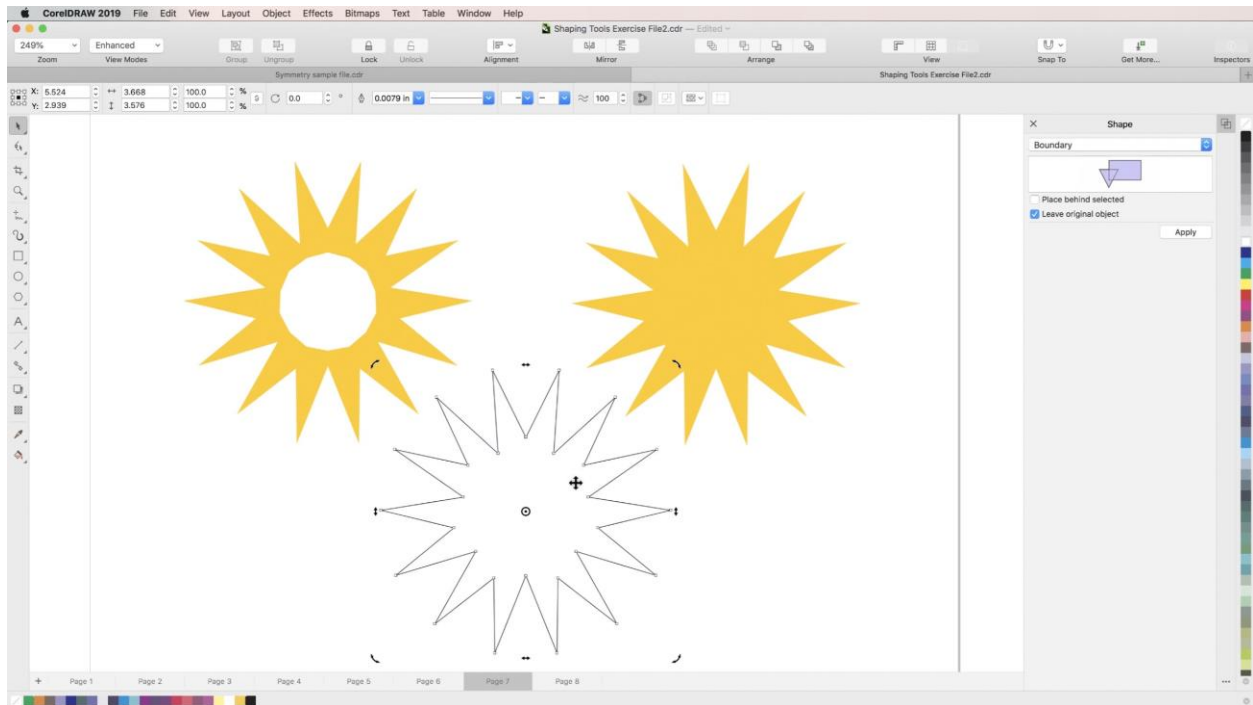 CorelDRAW 2019 File Edit View Layout Object Effects Bitmaps Text Table Window Help
Shaping Tools Exercise File2.cdr — Edited
249% Enhanced
Zoom View Modes Group Ungroup Lock Unlock Alignment Mirror Arrange View Snap To Get More... Inspectors
Symmetry sample file.cdr Shaping Tools Exercise File2.cdr
X: 5.524 3.668 100.0 %
Y: 2.939 3.576 100.0 %
0.0 ° 0.0079 in 100
Shape
Boundary
Place behind selected
Leave original object
Apply
Page 1 Page 2 Page 3 Page 4 Page 5 Page 6 Page 7 Page 8